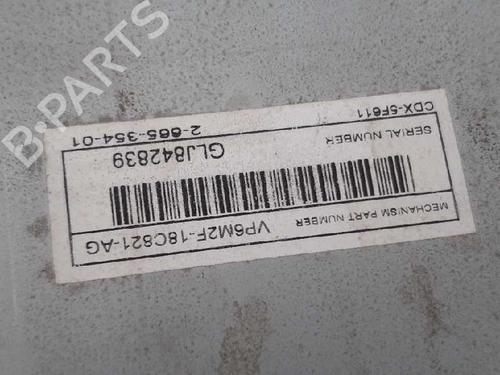 B-PARTS
MECHANISM PART NUMBER
VP6M2F-18C821-AG
GLJ842839
SERIAL NUMBER
CDX-5F611
2-665-354-01